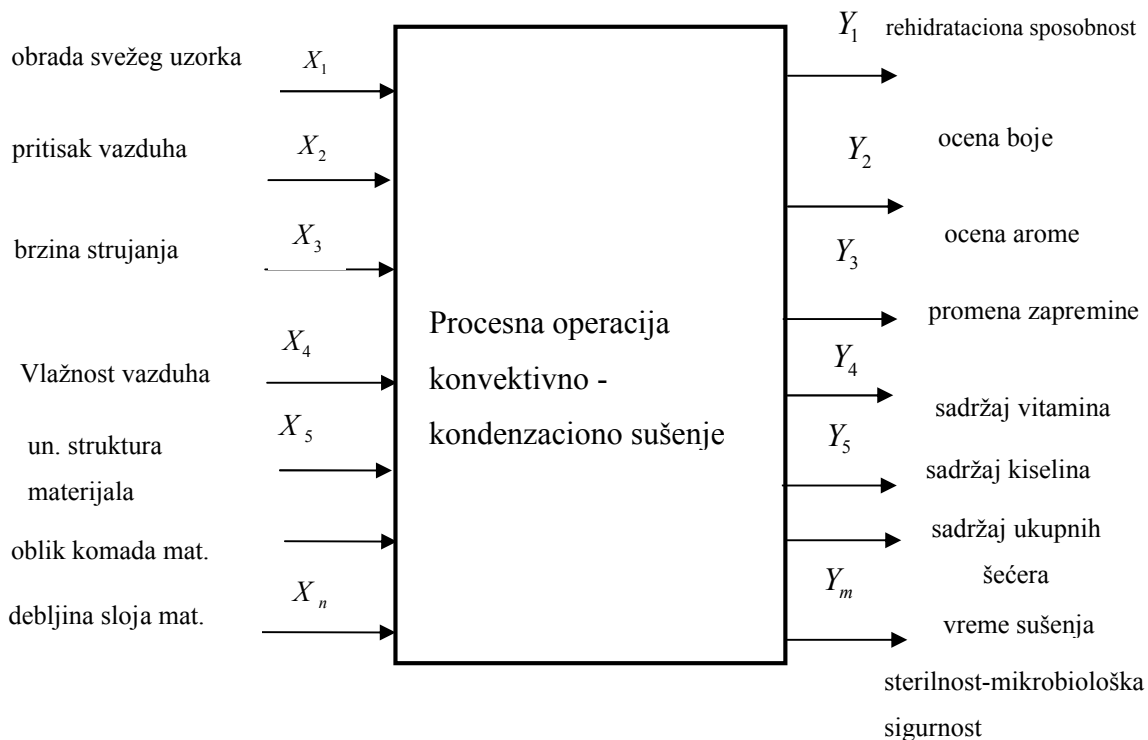 obrada svežeg uzorka
X₁
pritisak vazduha
X₂
brzina strujanja
X₃
Vlažnost vazduha
X₄
un. struktura
materijala
X₅
oblik komada mat.
debljina sloja mat.
Xₙ
Procesna operacija
konvektivno -
kondenzaciono sušenje
Y₁ rehidrataciona sposobnost
Y₂
ocena boje
Y₃
ocena arome
promena zapremine
Y₄
sadržaj vitamina
Y₅
sadržaj kiselina
sadržaj ukupnih
šećera
Yₘ
vreme sušenja
sterilnost-mikrobiološka
sigurnost